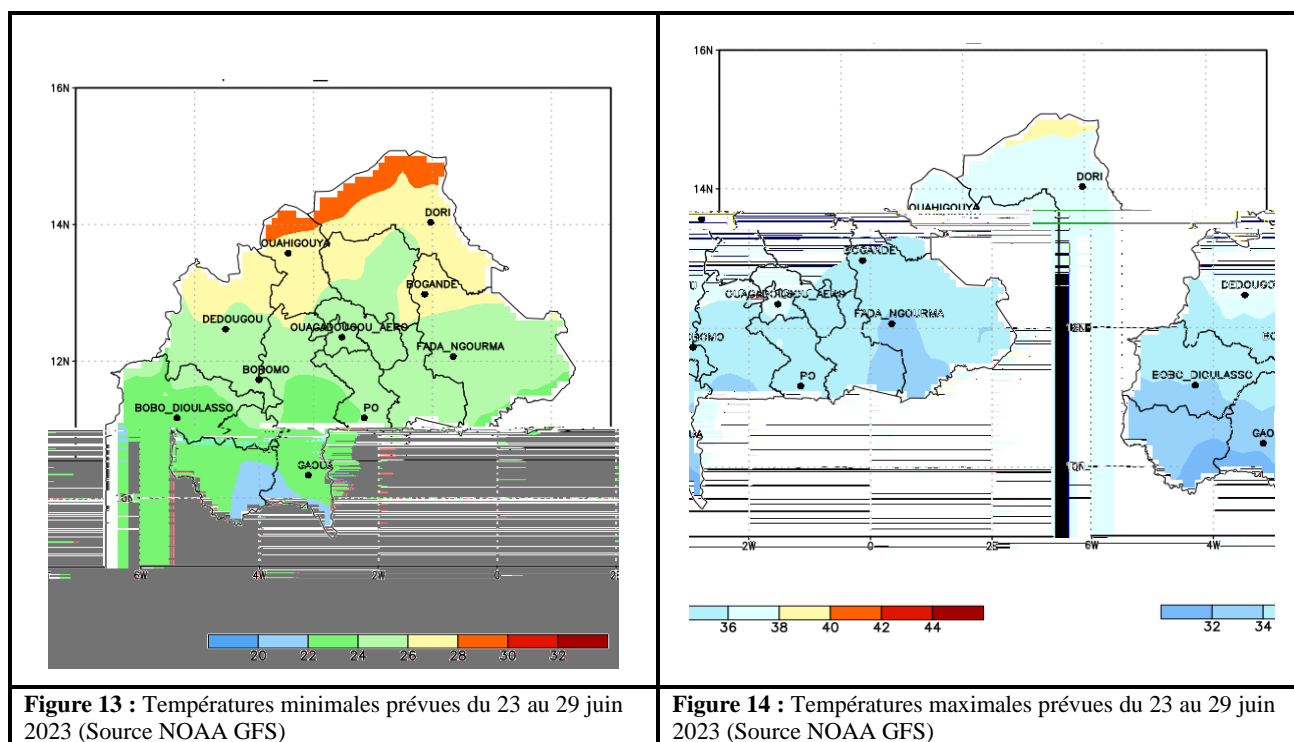 16N
14N
12N
DORI
OUAHIGOUYA
BOGANDE
DEDOUGOU
OUAGADOUGOU_AERO
FADA_NGOURMA
BOROMO
BOBO_DIOULASSO
PO
GAOUA
6W
4W
2W
0
20
22
24
26
28
30
32
16N
14N
DORI
OUAHIGOUYA
BOGANDE
FADA_NGOURMA
PO
DEDOUGO
BOBO_DIOULASSO
2W
0
2E
6W
4W
36
38
40
42
44
32
34
Figure 13 : Températures minimales prévues du 23 au 29 juin
2023 (Source NOAA GFS)
Figure 14 : Températures maximales prévues du 23 au 29 juin
2023 (Source NOAA GFS)